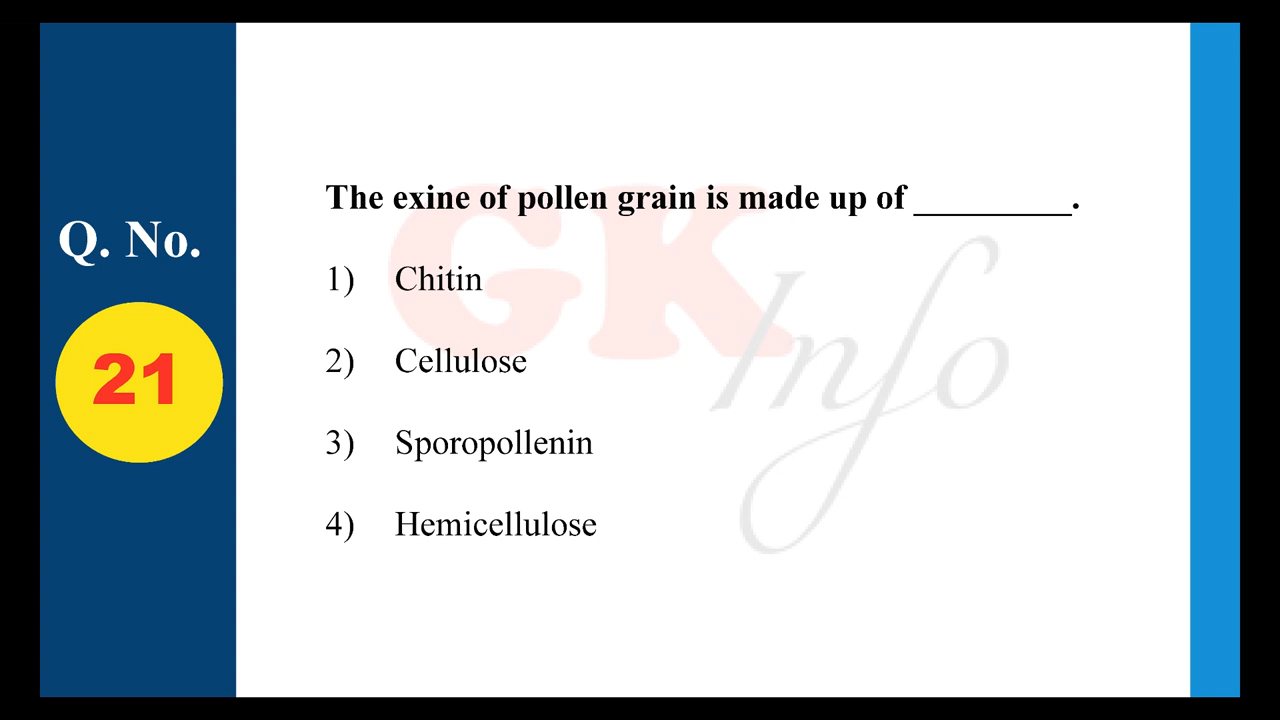 Q. No.
21
The exine of pollen grain is made up of _________.
1) Chitin
2) Cellulose
3) Sporopollenin
4) Hemicellulose
GK
Info